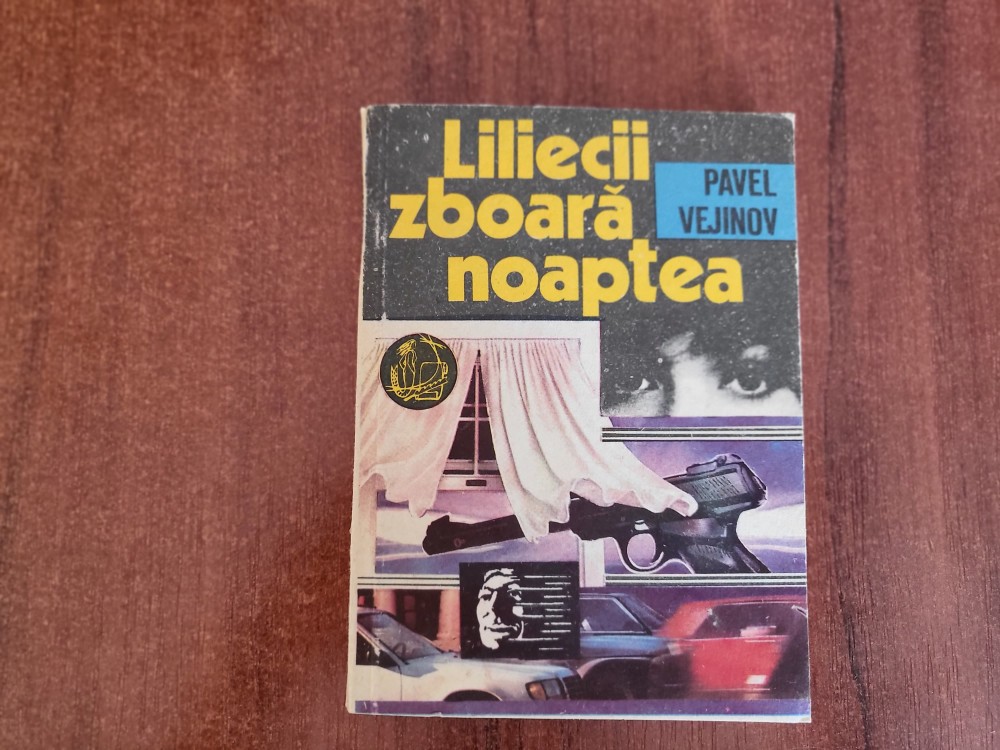 Liliecii
zboară
noaptea
PAVEL
VEJINOV